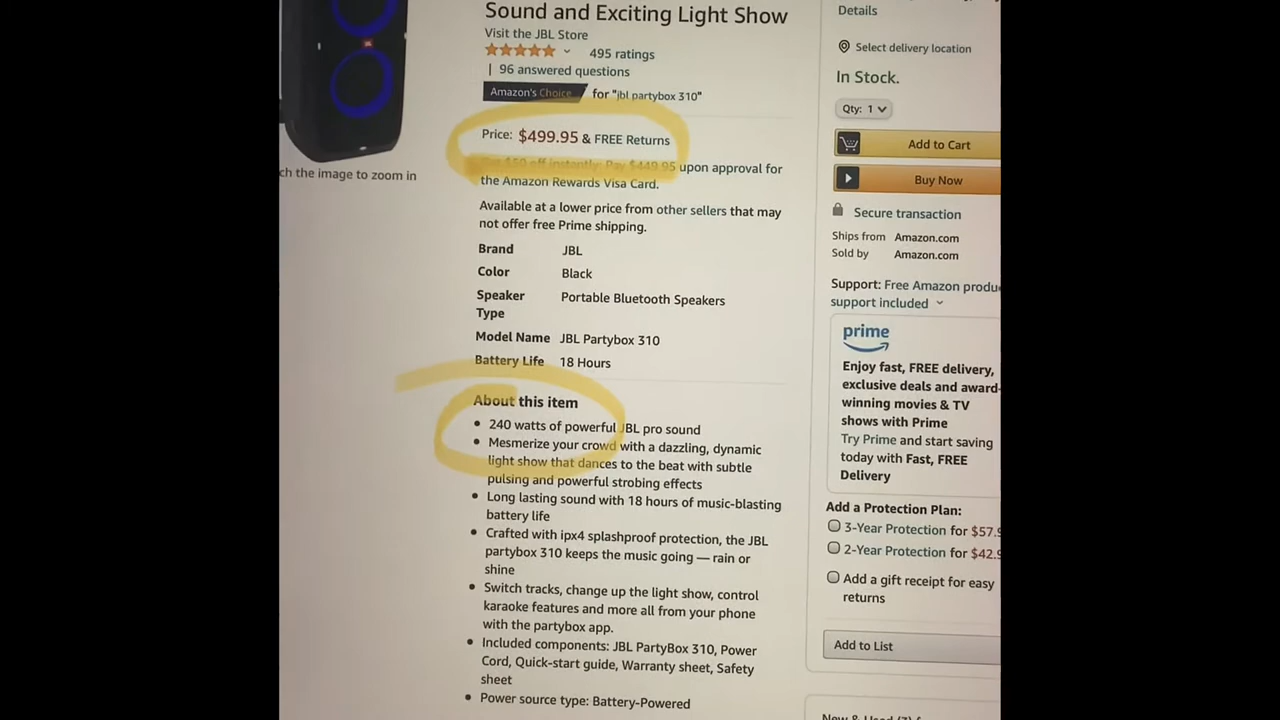 Sound and Exciting Light Show
Visit the JBL Store
495 ratings
| 96 answered questions
Amazon's Choice for "jbl partybox 310"
Price: $499.95 & FREE Returns
$50 off instantly: Pay $449.95 upon approval for
the Amazon Rewards Visa Card.
ch the image to zoom in
Available at a lower price from other sellers that may
not offer free Prime shipping.
Brand JBL
Color Black
Speaker Type Portable Bluetooth Speakers
Model Name JBL Partybox 310
Battery Life 18 Hours
About this item
• 240 watts of powerful JBL pro sound
• Mesmerize your crowd with a dazzling, dynamic
light show that dances to the beat with subtle
pulsing and powerful strobing effects
• Long lasting sound with 18 hours of music-blasting
battery life
• Crafted with ipx4 splashproof protection, the JBL
partybox 310 keeps the music going — rain or
shine
• Switch tracks, change up the light show, control
karaoke features and more all from your phone
with the partybox app.
• Included components: JBL PartyBox 310, Power
Cord, Quick-start guide, Warranty sheet, Safety
sheet
• Power source type: Battery-Powered
Details
Select delivery location
In Stock.
Qty: 1
Add to Cart
Buy Now
Secure transaction
Ships from Amazon.com
Sold by Amazon.com
Support: Free Amazon produ
support included
prime
Enjoy fast, FREE delivery,
exclusive deals and award-
winning movies & TV
shows with Prime
Try Prime and start saving
today with Fast, FREE
Delivery
Add a Protection Plan:
3-Year Protection for $57.9
2-Year Protection for $42.9
Add a gift receipt for easy
returns
Add to List